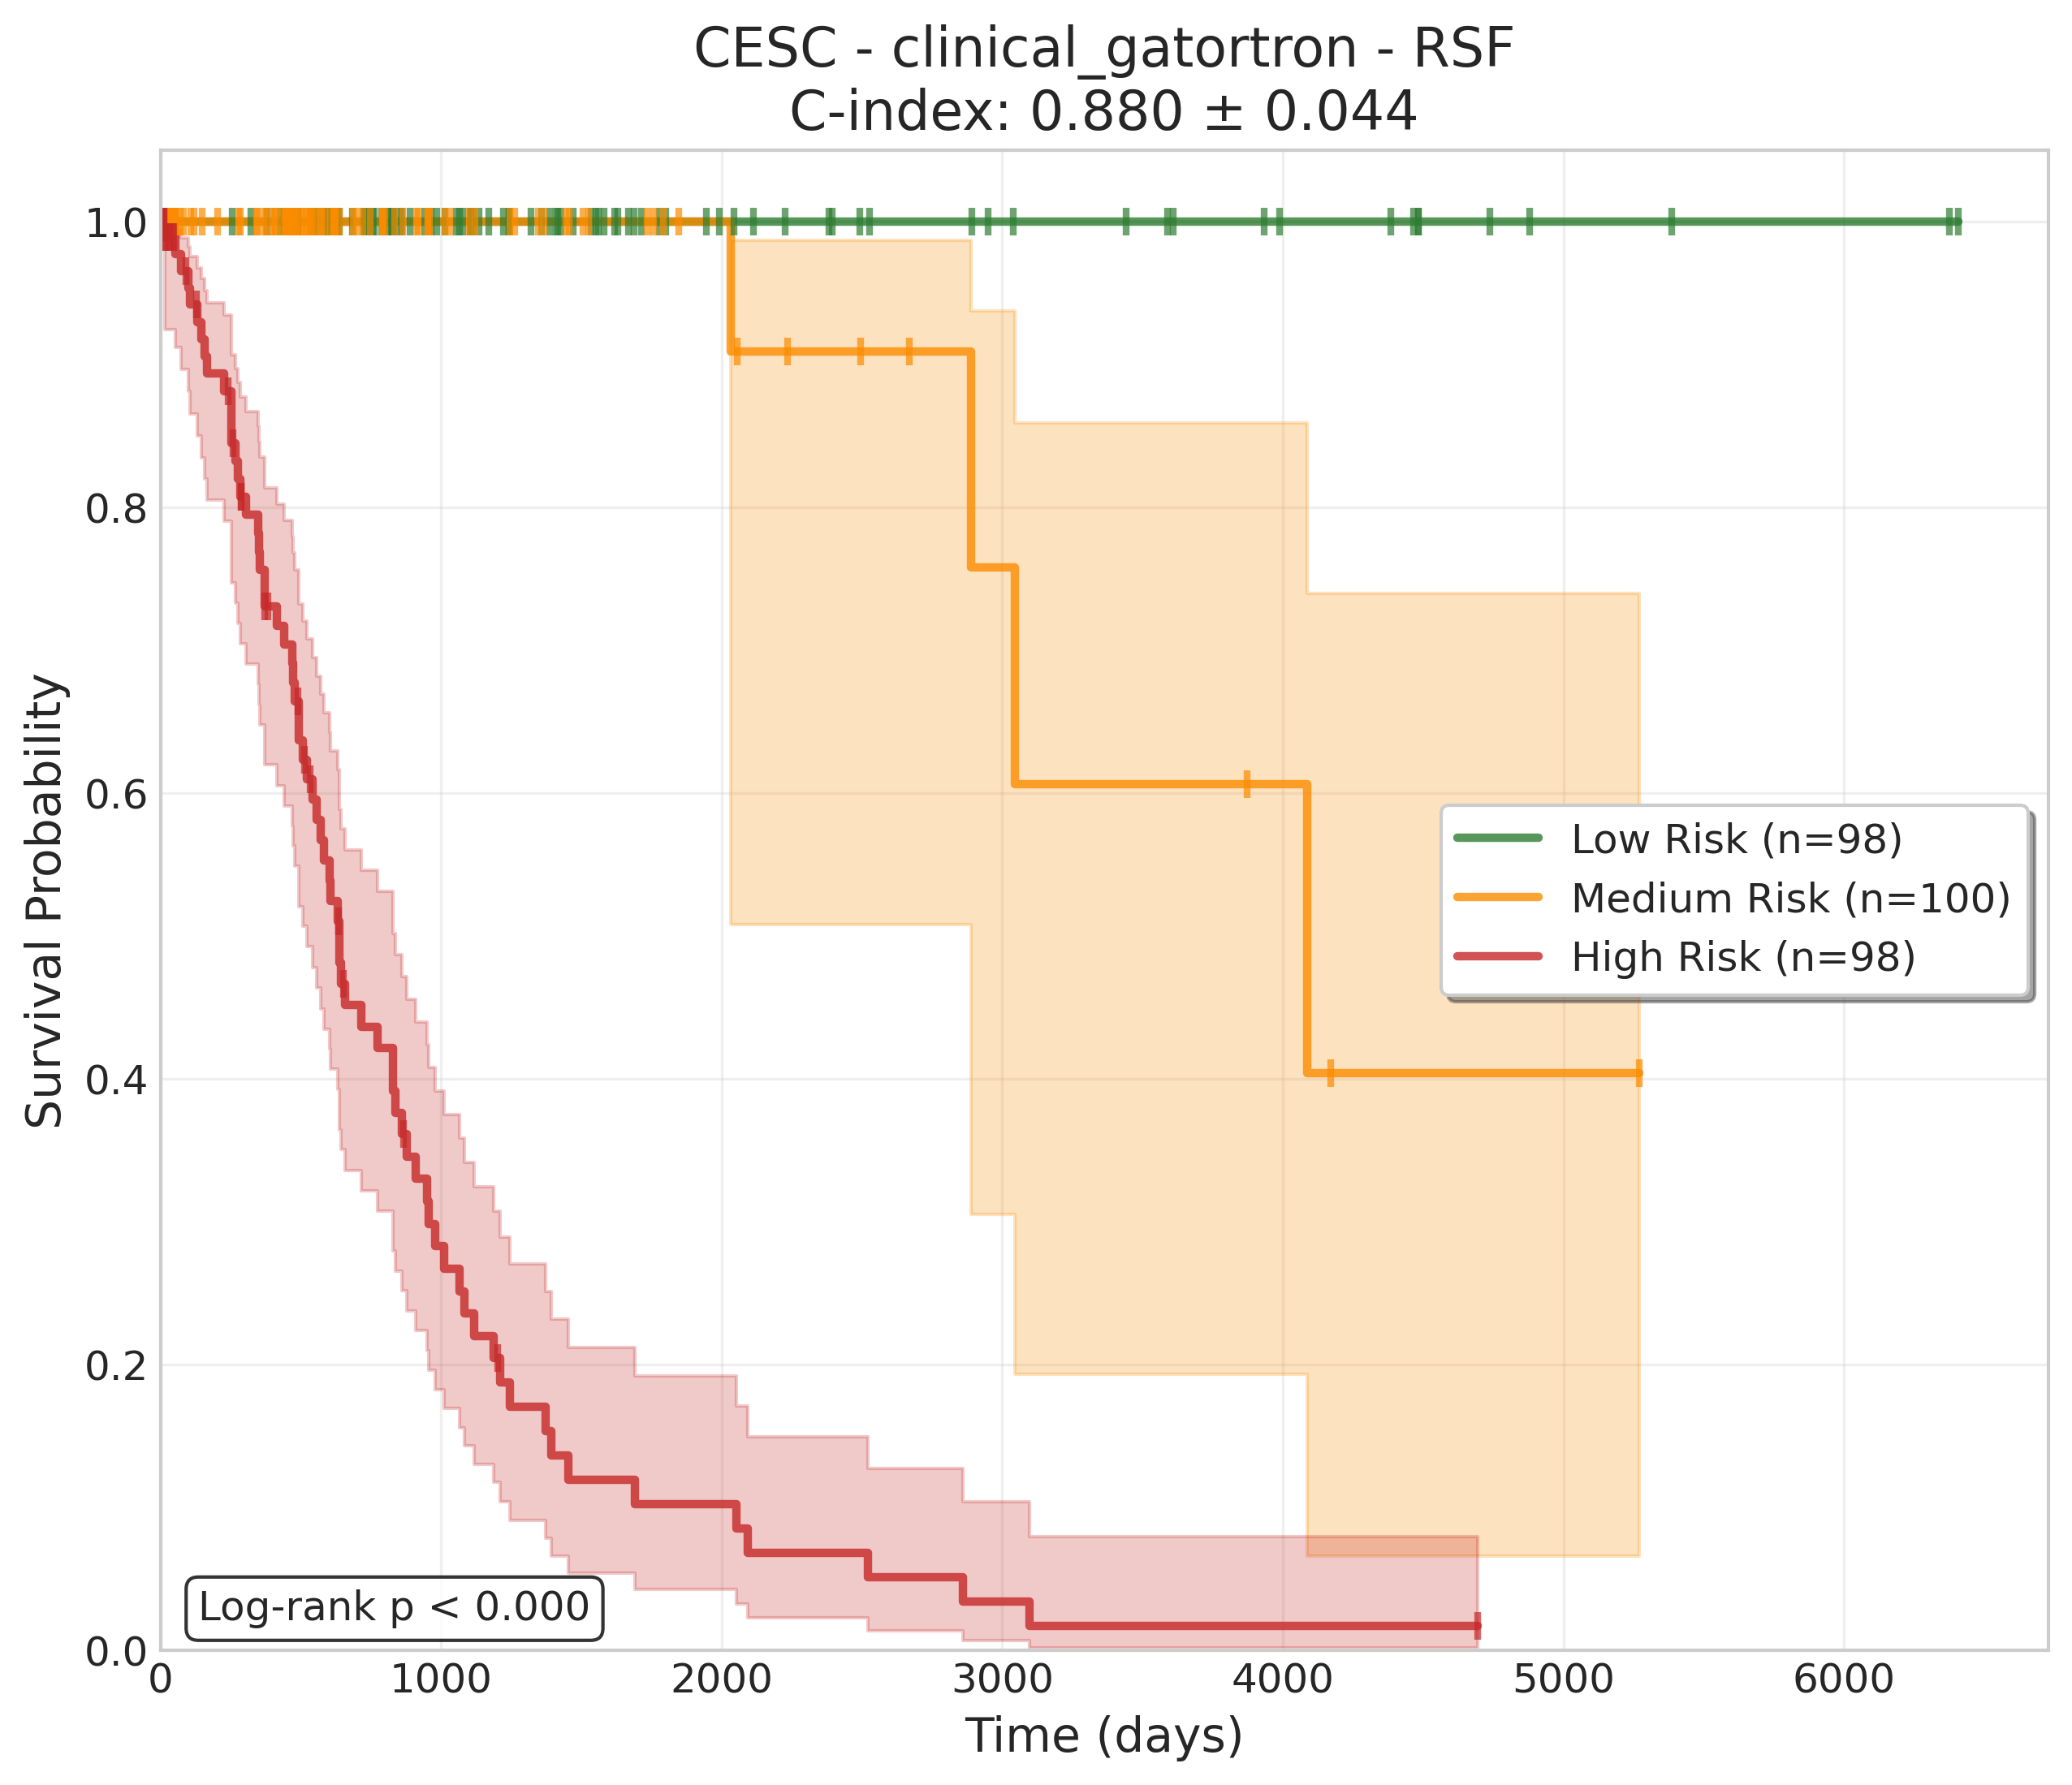 CESC - clinical_gatortron - RSF
C-index: 0.880 ± 0.044
Survival Probability
1.0
0.8
0.6
0.4
0.2
0.0
Low Risk (n=98)
Medium Risk (n=100)
High Risk (n=98)
Log-rank p < 0.000
0 1000 2000 3000 4000 5000 6000
Time (days)